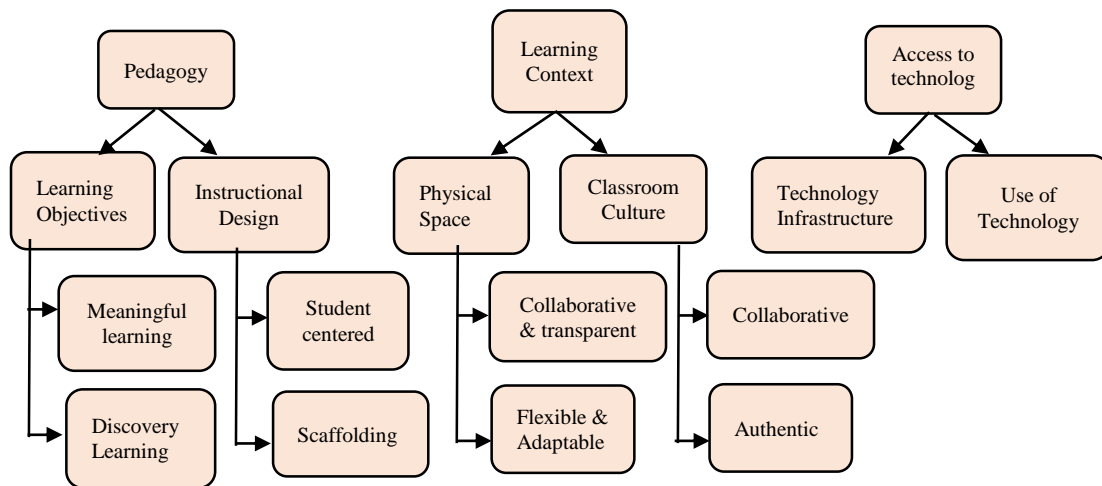 Pedagogy
Learning
Context
Access to
technolog
Learning
Objectives
Instructional
Design
Physical
Space
Classroom
Culture
Technology
Infrastructure
Use of
Technology
Meaningful
learning
Student
centered
Collaborative
& transparent
Collaborative
Discovery
Learning
Scaffolding
Flexible &
Adaptable
Authentic